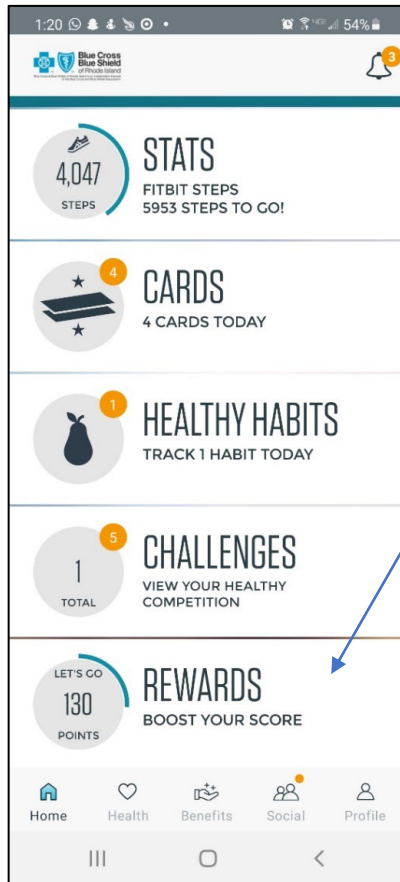 1:20
4G
54%
Blue Cross
Blue Shield
of Rhode Island
3
4,047
STEPS
STATS
FITBIT STEPS
5953 STEPS TO GO!
4
CARDS
4 CARDS TODAY
1
HEALTHY HABITS
TRACK 1 HABIT TODAY
5
1
TOTAL
CHALLENGES
VIEW YOUR HEALTHY
COMPETITION
LET'S GO
130
POINTS
REWARDS
BOOST YOUR SCORE
Home Health Benefits Social Profile